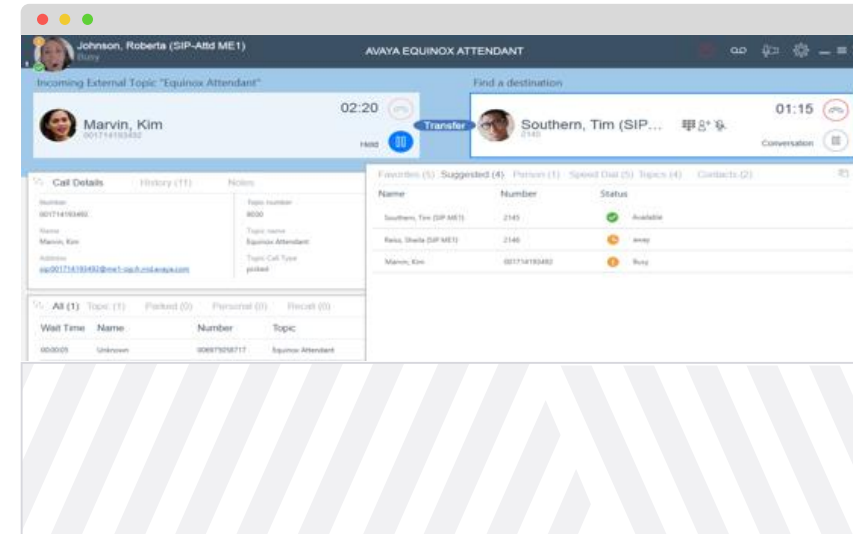 Johnson, Roberta (SIP-Attd ME1)
Busy
AVAYA EQUINOX ATTENDANT
Incoming External Topic "Equinox Attendant"
Find a destination
Marvin, Kim
001714193492
02:20
Hold
Transfer
Southern, Tim (SIP...
2145
01:15
Conversation
Call Details History (11) Notes
Number
001714193492
Topic number
8000
Name
Marvin, Kim
Topic name
Equinox Attendant
Address
Topic Call Type
picked
Favorites (5) Suggested (4) Person (1) Speed Dial (5) Topics (4) Contacts (2)
Name Number Status
Southern, Tim (SIP ME1) 2145 Available
Reiss, Sheila (SIP ME1) 2146 Away
Marvin, Kim 001714193492 Busy
All (1) Topic (1) Parked (0) Personal (0) Recall (0)
Wait Time Name Number Topic
00:00:05 Unknown 006975058717 Equinox Attendant